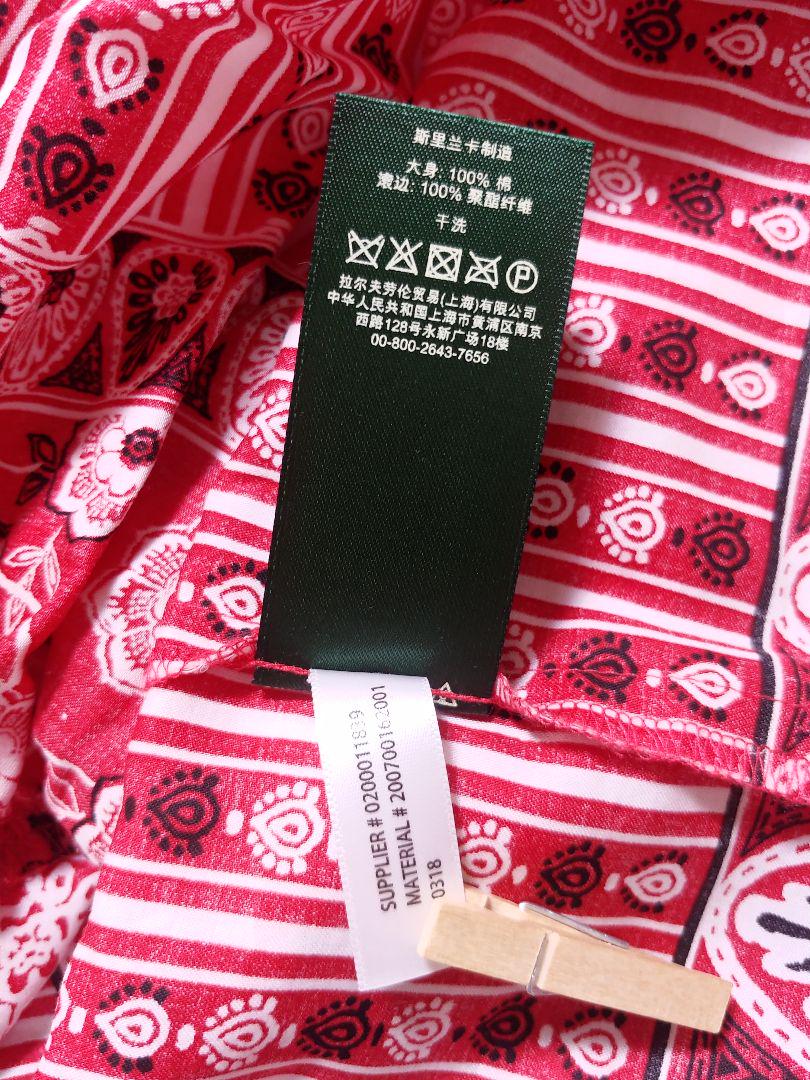 斯里兰卡制造
大身: 100% 棉
滚边: 100% 聚酯纤维
干洗
P
拉尔夫劳伦贸易(上海)有限公司
中华人民共和国上海市黄浦区南京
西路128号永新广场18楼
00-800-2643-7656
SUPPLIER # 0200011839
MATERIAL # 200700162001
0318